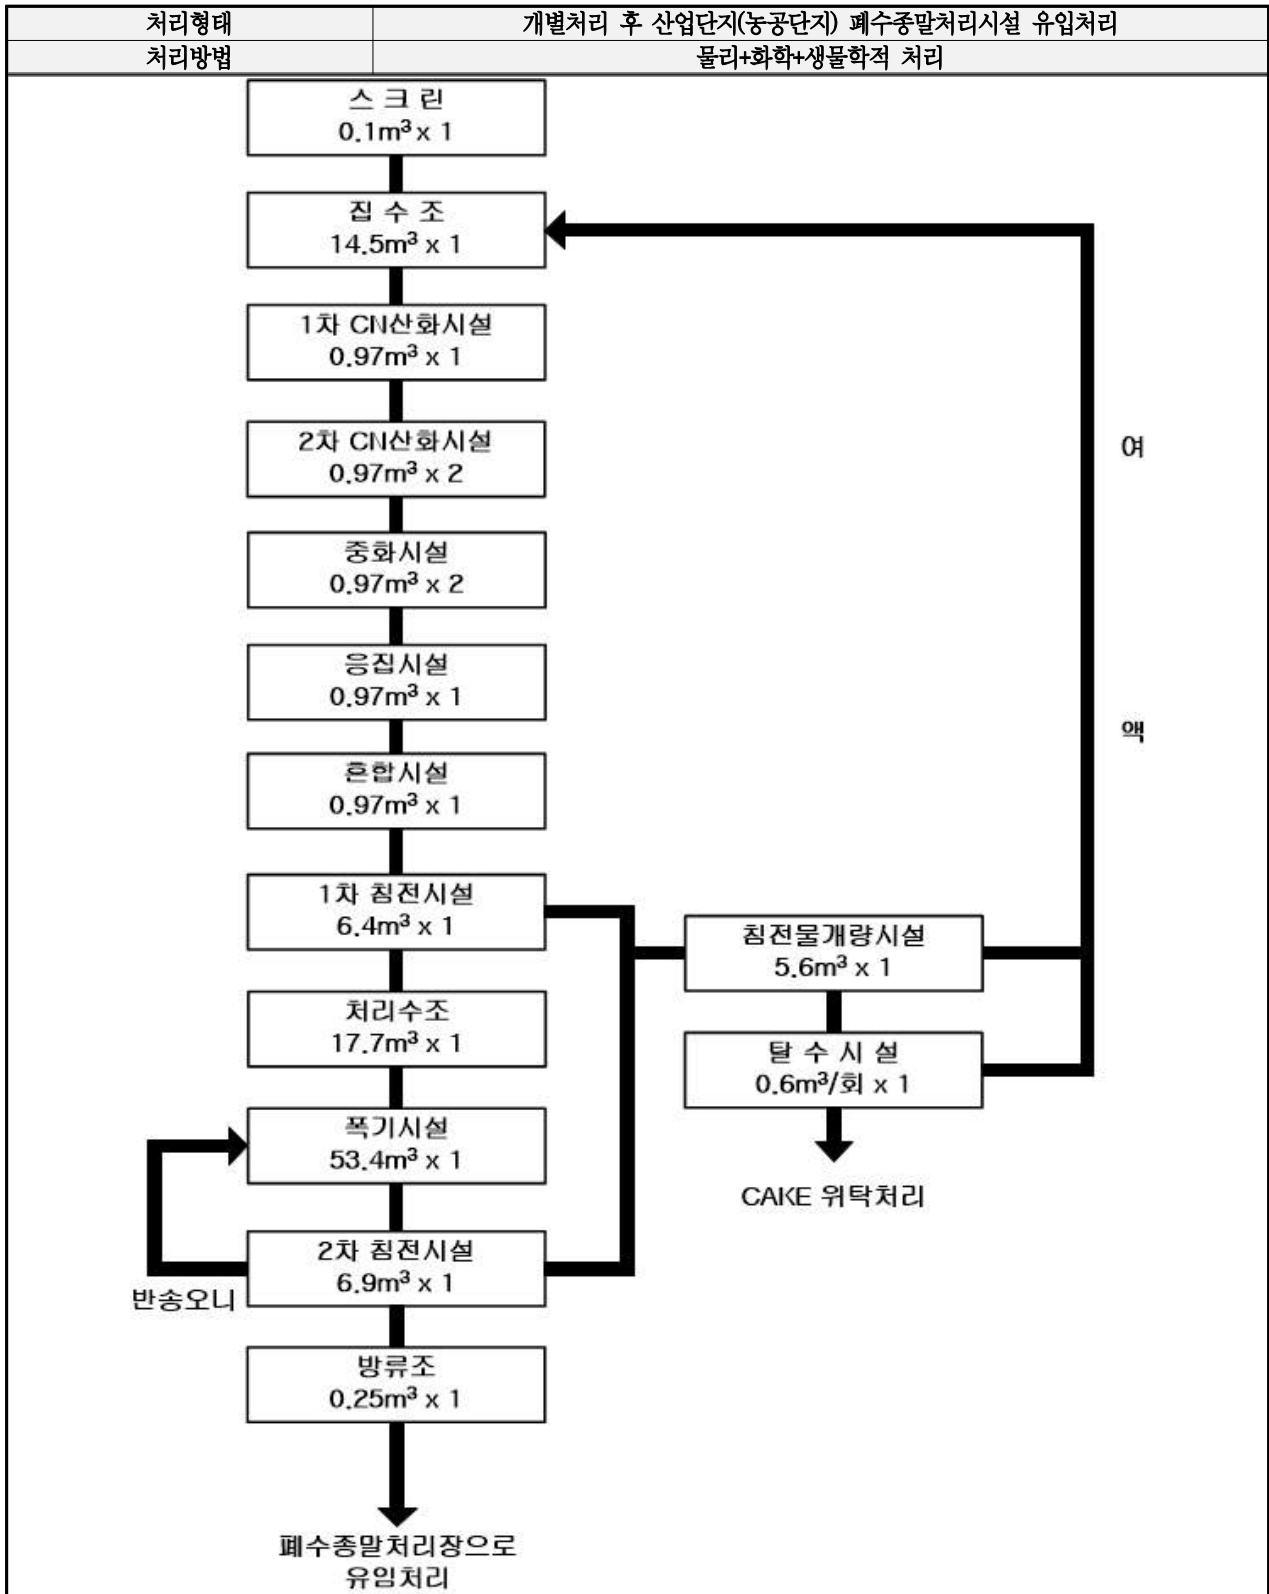 처리형태
개별처리 후 산업단지(농공단지) 폐수종말처리시설 유입처리
처리방법
물리+화학+생물학적 처리
스 크 린
0.1m³ x 1
집 수 조
14.5m³ x 1
1차 CN산화시설
0.97m³ x 1
2차 CN산화시설
0.97m³ x 2
여
중화시설
0.97m³ x 2
응집시설
0.97m³ x 1
액
혼합시설
0.97m³ x 1
1차 침전시설
6.4m³ x 1
침전물개량시설
5.6m³ x 1
처리수조
17.7m³ x 1
탈 수 시 설
0.6m³/회 x 1
폭기시설
53.4m³ x 1
CAKE 위탁처리
2차 침전시설
6.9m³ x 1
반송오니
방류조
0.25m³ x 1
폐수종말처리장으로
유입처리